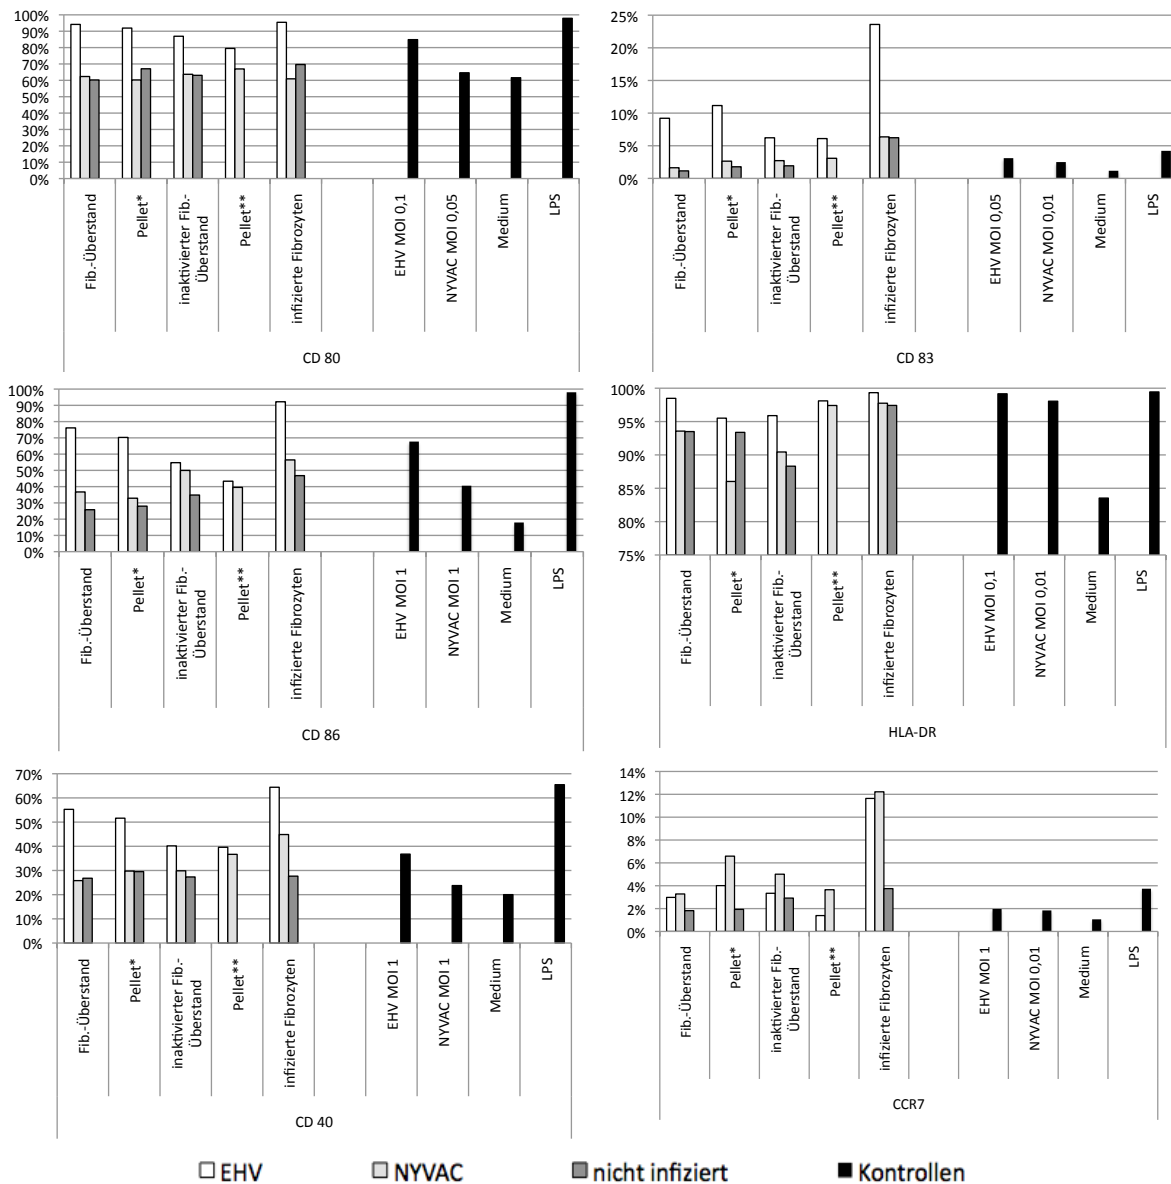 100%
90%
80%
70%
60%
50%
40%
30%
20%
10%
0%
Fib.-Überstand
Pellet*
inaktivierter Fib.-
Überstand
Pellet**
infizierte Fibrozyten
EHV MOI 0,1
NYVAC MOI 0,05
Medium
LPS
CD 80
25%
20%
15%
10%
5%
0%
Fib.-Überstand
Pellet*
inaktivierter Fib.-
Überstand
Pellet**
infizierte Fibrozyten
EHV MOI 0,05
NYVAC MOI 0,01
Medium
LPS
CD 83
100%
90%
80%
70%
60%
50%
40%
30%
20%
10%
0%
Fib.-Überstand
Pellet*
inaktivierter Fib.-
Überstand
Pellet**
infizierte Fibrozyten
EHV MOI 1
NYVAC MOI 1
Medium
LPS
CD 86
100%
95%
90%
85%
80%
75%
Fib.-Überstand
Pellet*
inaktivierter Fib.-
Überstand
Pellet**
infizierte Fibrozyten
EHV MOI 0,1
NYVAC MOI 0,01
Medium
LPS
HLA-DR
70%
60%
50%
40%
30%
20%
10%
0%
Fib.-Überstand
Pellet*
inaktivierter Fib.-
Überstand
Pellet**
infizierte Fibrozyten
EHV MOI 1
NYVAC MOI 1
Medium
LPS
CD 40
14%
12%
10%
8%
6%
4%
2%
0%
Fib.-Überstand
Pellet*
inaktivierter Fib.-
Überstand
Pellet**
infizierte Fibrozyten
EHV MOI 1
NYVAC MOI 0,01
Medium
LPS
CCR7
EHV
NYVAC
nicht infiziert
Kontrollen